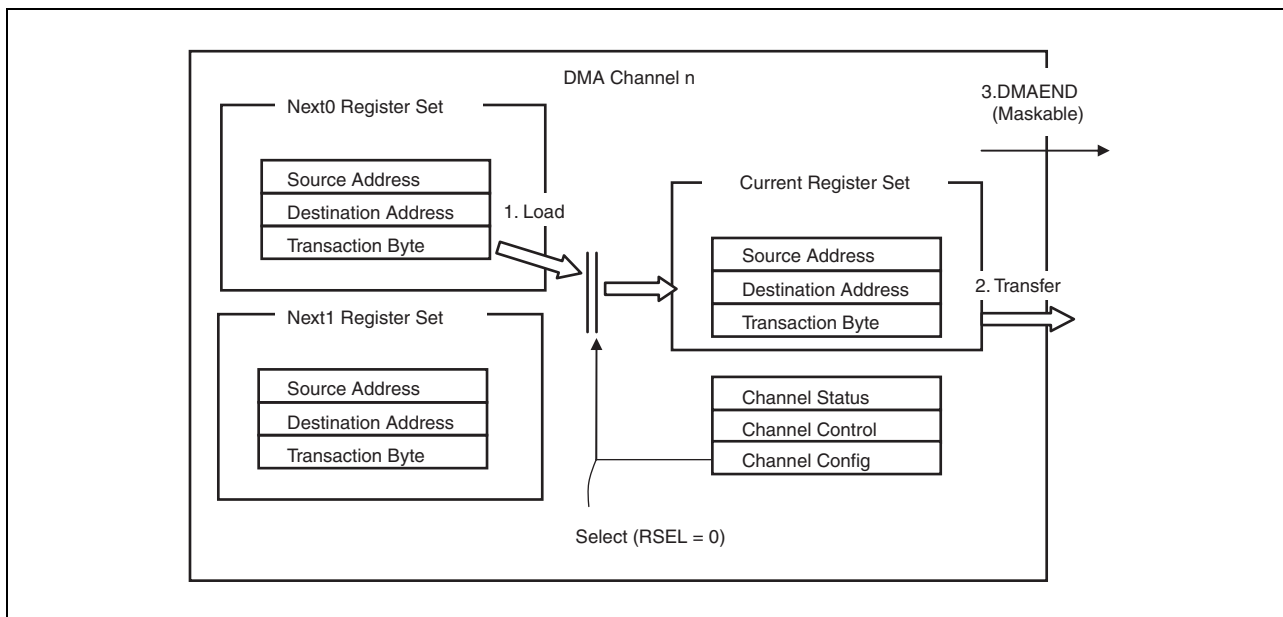 DMA Channel n
3.DMAEND
(Maskable)
Next0 Register Set
Source Address
Destination Address
Transaction Byte
1. Load
Current Register Set
Source Address
Destination Address
Transaction Byte
2. Transfer
Next1 Register Set
Source Address
Destination Address
Transaction Byte
Channel Status
Channel Control
Channel Config
Select (RSEL = 0)